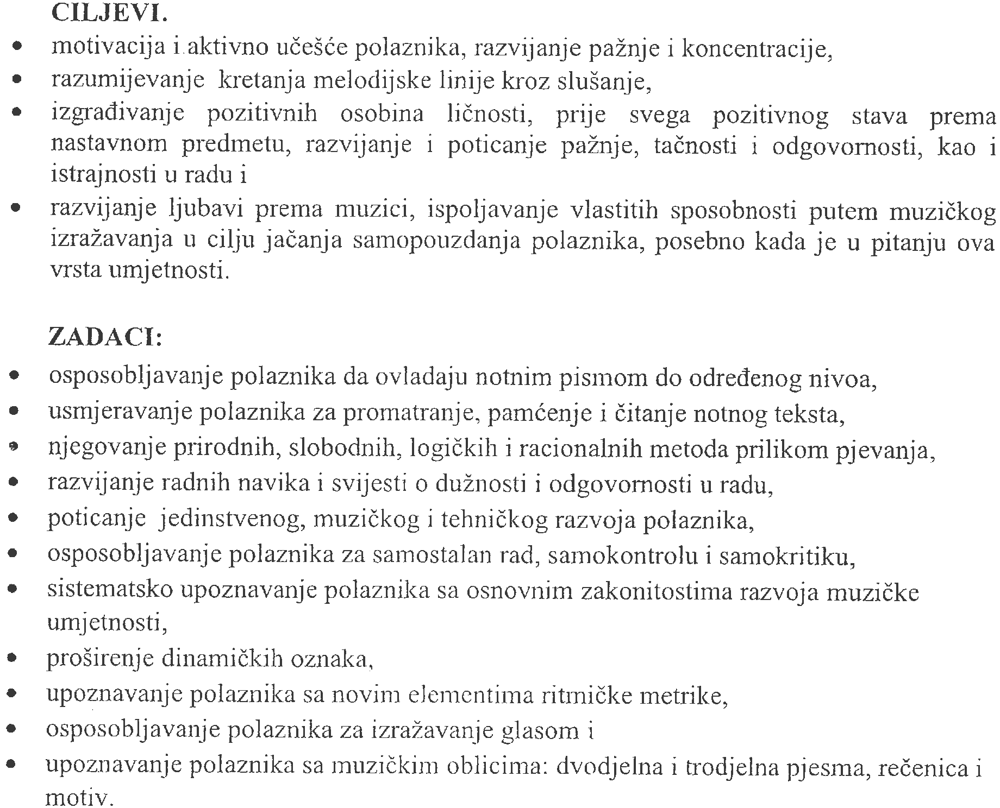 CILJEVI.
• motivacija i aktivno učešće polaznika, razvijanje pažnje i koncentracije,
• razumijevanje kretanja melodijske linije kroz slušanje,
• izgrađivanje pozitivnih osobina ličnosti, prije svega pozitivnog stava prema
nastavnom predmetu, razvijanje i poticanje pažnje, tačnosti i odgovornosti, kao i
istrajnosti u radu i
• razvijanje ljubavi prema muzici, ispoljavanje vlastitih sposobnosti putem muzičkog
izražavanja u cilju jačanja samopouzdanja polaznika, posebno kada je u pitanju ova
vrsta umjetnosti.
ZADACI:
• osposobljavanje polaznika da ovladaju notnim pismom do određenog nivoa,
• usmjeravanje polaznika za promatranje, pamćenje i čitanje notnog teksta,
• njegovanje prirodnih, slobodnih, logičkih i racionalnih metoda prilikom pjevanja,
• razvijanje radnih navika i svijesti o dužnosti i odgovornosti u radu,
• poticanje jedinstvenog, muzičkog i tehničkog razvoja polaznika,
• osposobljavanje polaznika za samostalan rad, samokontrolu i samokritiku,
• sistematsko upoznavanje polaznika sa osnovnim zakonitostima razvoja muzičke
umjetnosti,
• proširenje dinamičkih oznaka,
• upoznavanje polaznika sa novim elementima ritmičke metrike,
• osposobljavanje polaznika za izražavanje glasom i
• upoznavanje polaznika sa muzičkim oblicima: dvodjelna i trodjelna pjesma, rečenica i
motiv.